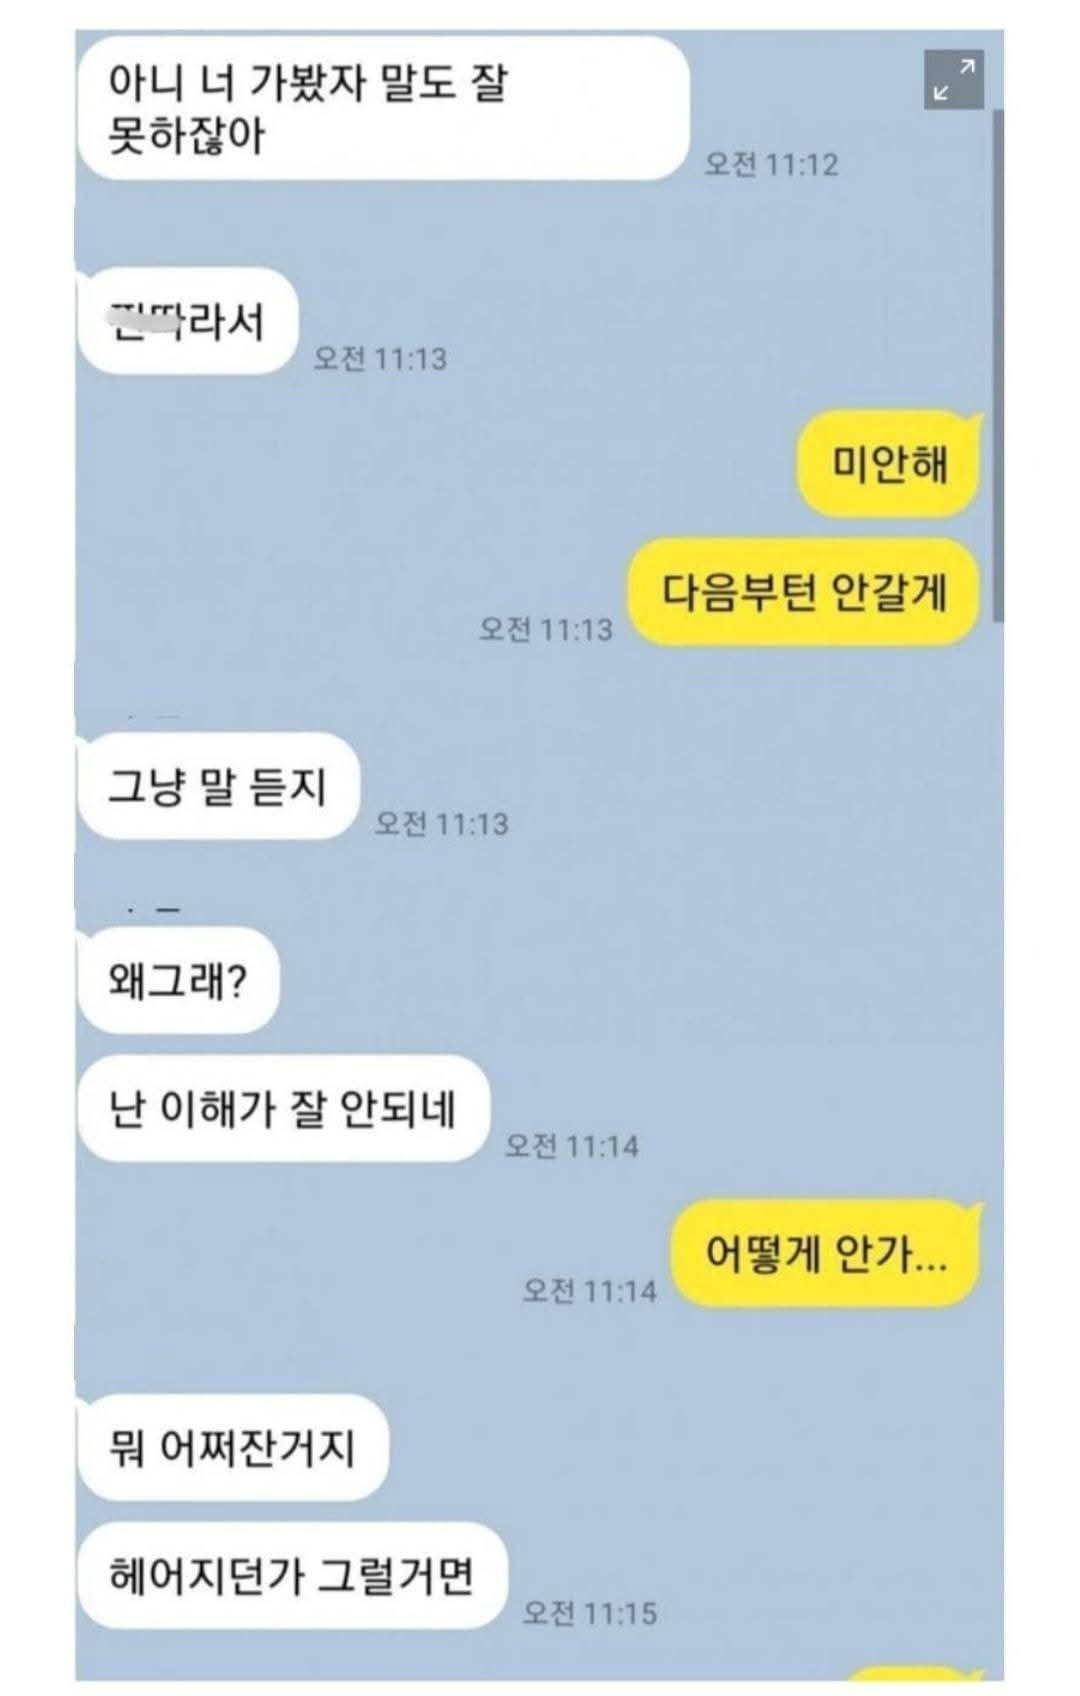 아니 너 가봤자 말도 잘
못하잖아
오전 11:12
찐따라서
오전 11:13
미안해
다음부턴 안갈게
오전 11:13
그냥 말 듣지
오전 11:13
왜그래?
난 이해가 잘 안되네
오전 11:14
어떻게 안가...
오전 11:14
뭐 어쩌잔거지
헤어지던가 그럴거면
오전 11:15